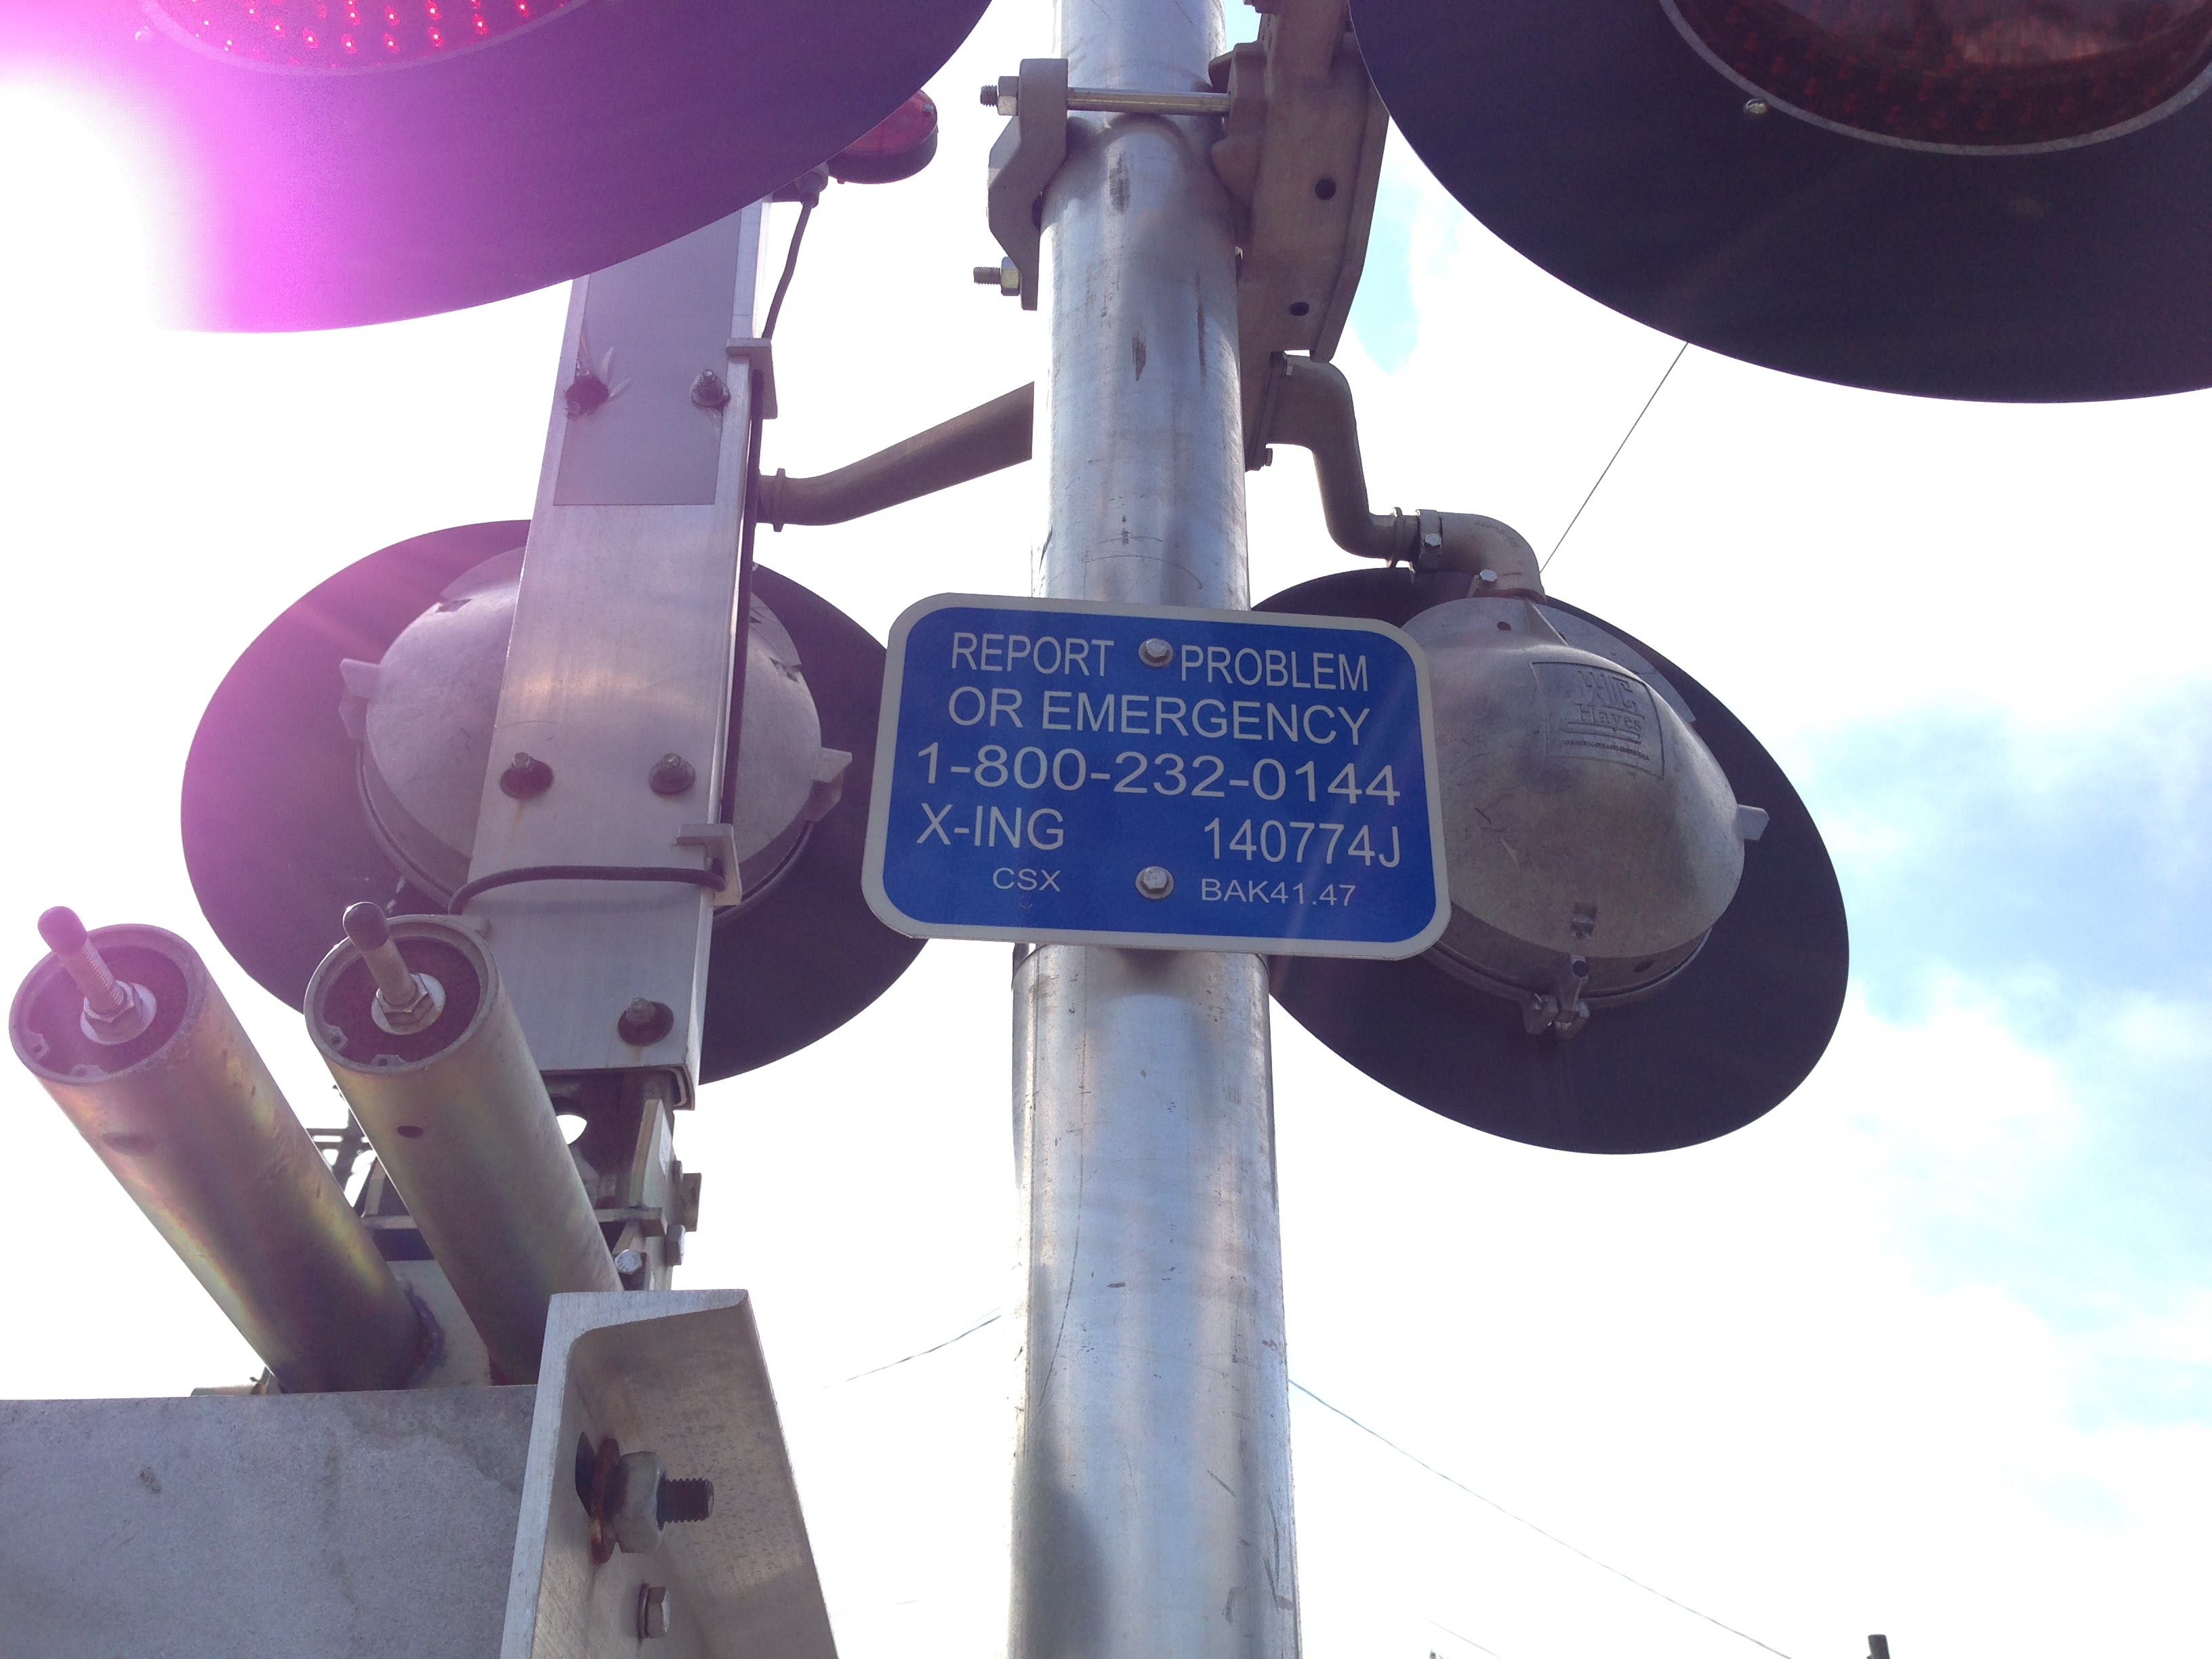 REPORT PROBLEM
OR EMERGENCY
1-800-232-0144
X-ING 140774J
CSX BAK41.47
Hayes